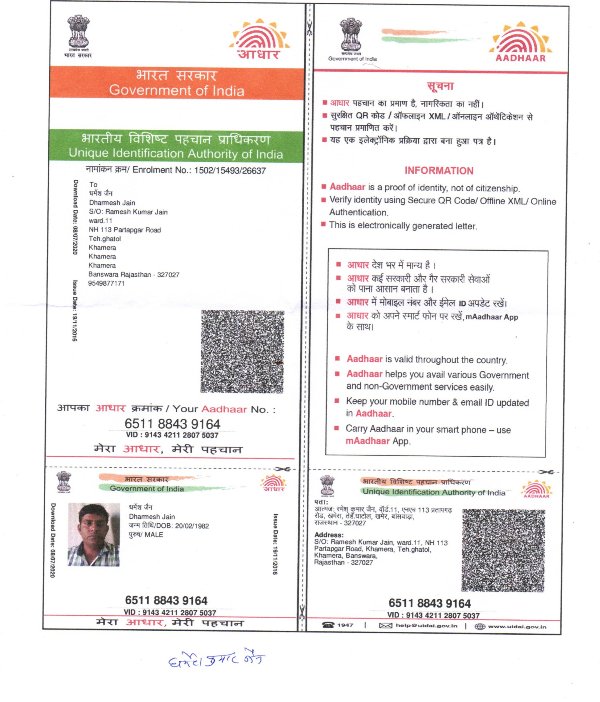 भारत सरकार
आधार
भारत सरकार
Government of India
भारतीय विशिष्ट पहचान प्राधिकरण
Unique Identification Authority of India
नामांकन क्रम/ Enrolment No.: 1502/15493/26637
Download Date: 08/07/2020
Issue Date: 19/11/2016
To
धर्मेश जैन
Dharmesh Jain
S/O: Ramesh Kumar Jain
ward.11
NH 113 Partapgar Road
Teh.ghatol
Khamera
Khamera
Khamera
Banswara Rajasthan - 327027
9549877171
आपका आधार क्रमांक / Your Aadhaar No. :
6511 8843 9164
VID : 9143 4211 2807 5037
मेरा आधार, मेरी पहचान
Government of India
AADHAAR
सूचना
आधार पहचान का प्रमाण है, नागरिकता का नहीं।
सुरक्षित QR कोड / ऑफलाइन XML / ऑनलाइन ऑथेंटिकेशन से
पहचान प्रमाणित करें।
यह एक इलेक्ट्रॉनिक प्रक्रिया द्वारा बना हुआ पत्र है।
INFORMATION
Aadhaar is a proof of identity, not of citizenship.
Verify identity using Secure QR Code/ Offline XML/ Online
Authentication.
This is electronically generated letter.
आधार देश भर में मान्य है ।
आधार कई सरकारी और गैर सरकारी सेवाओं
को पाना आसान बनाता है ।
आधार में मोबाइल नंबर और ईमेल ID अपडेट रखें।
आधार को अपने स्मार्ट फोन पर रखें, mAadhaar App
के साथ।
Aadhaar is valid throughout the country.
Aadhaar helps you avail various Government
and non-Government services easily.
Keep your mobile number & email ID updated
in Aadhaar.
Carry Aadhaar in your smart phone – use
mAadhaar App.
भारत सरकार
Government of India
आधार
Download Date: 08/07/2020
धर्मेश जैन
Dharmesh Jain
जन्म तिथि/DOB: 20/02/1982
पुरुष/ MALE
Issue Date: 19/11/2016
6511 8843 9164
VID : 9143 4211 2807 5037
मेरा आधार, मेरी पहचान
भारतीय विशिष्ट पहचान प्राधिकरण
Unique Identification Authority of India
AADHAAR
पता:
आत्मज: रमेश कुमार जैन, वॉर्ड.11, एनएच 113 प्रतापगढ़
रोड, खमेरा, तेह.घाटोल, खमेर, बांसवाड़ा,
राजस्थान - 327027
Address:
S/O: Ramesh Kumar Jain, ward.11, NH 113
Partapgar Road, Khamera, Teh.ghatol,
Khamera, Banswara,
Rajasthan - 327027
6511 8843 9164
VID : 9143 4211 2807 5037
1947 | help@uidai.gov.in | www.uidai.gov.in
धर्मेश कुमार जैन